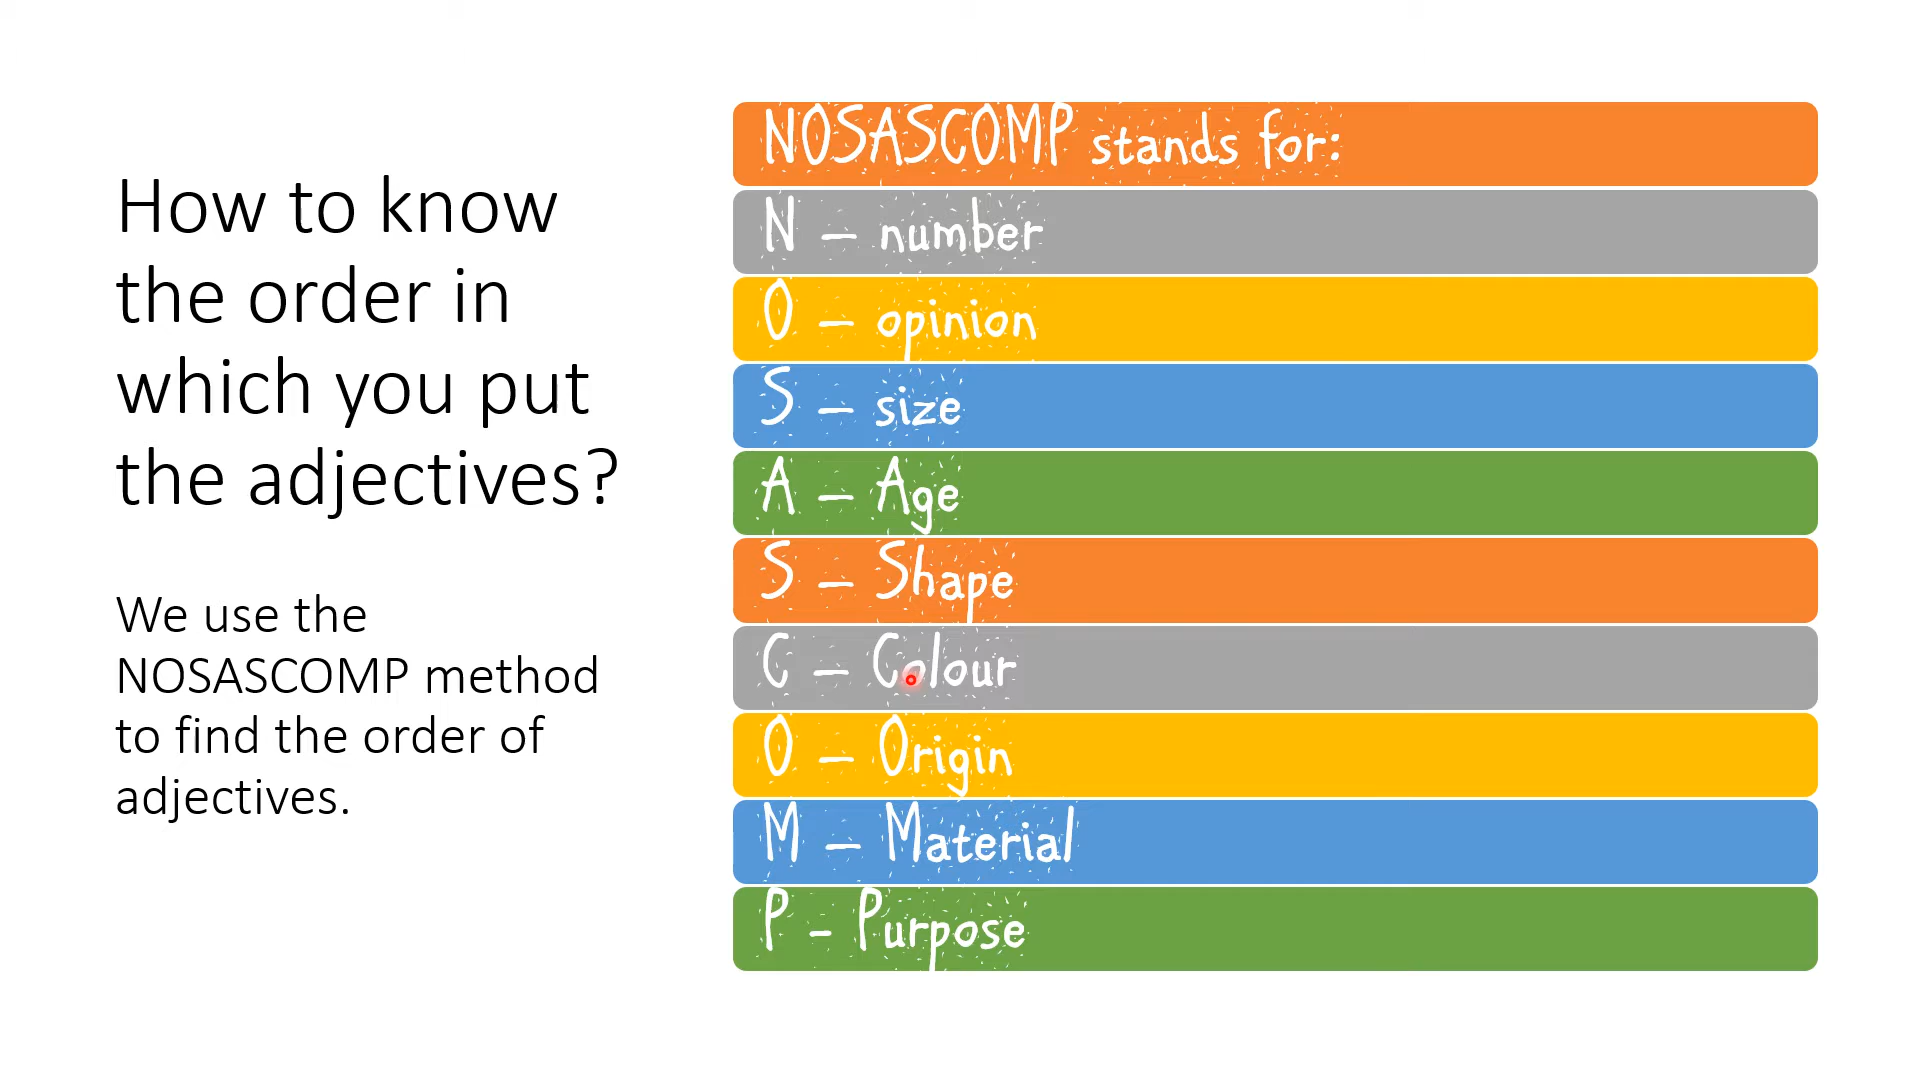 How to know
the order in
which you put
the adjectives?
We use the
NOSASCOMP method
to find the order of
adjectives.
NOSASCOMP stands for:
N – number
O – opinion
S – size
A – Age
S – Shape
C – Colour
O – Origin
M – Material
P - Purpose